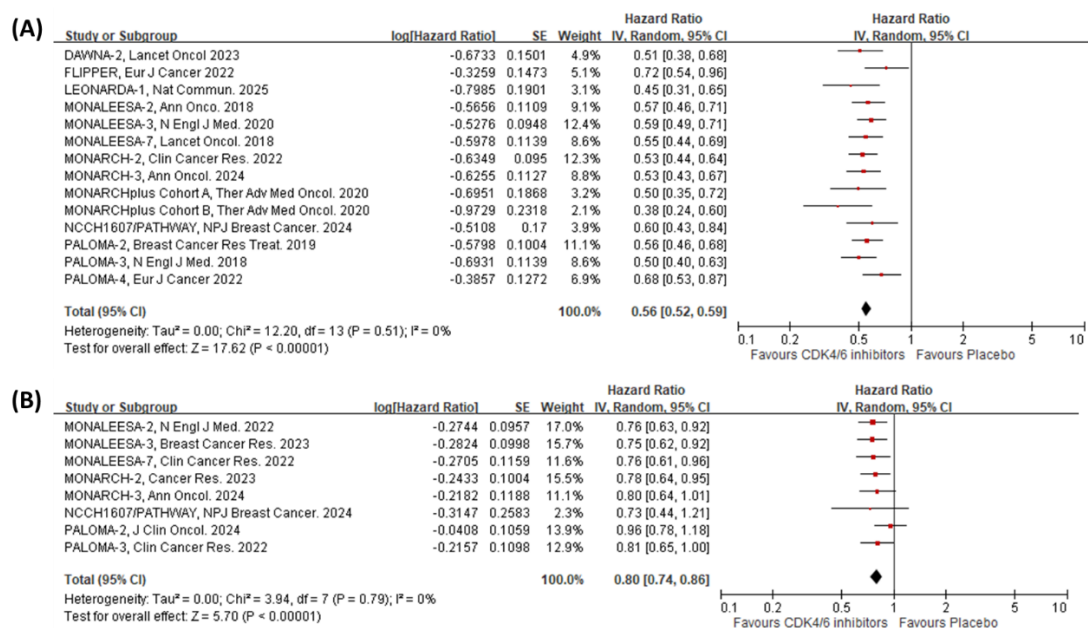 (A)
Hazard Ratio Hazard Ratio
Study or Subgroup log[Hazard Ratio] SE Weight IV, Random, 95% CI IV, Random, 95% CI
DAWNA-2, Lancet Oncol 2023 -0.6733 0.1501 4.9% 0.51 [0.38, 0.68]
FLIPPER, Eur J Cancer 2022 -0.3259 0.1473 5.1% 0.72 [0.54, 0.96]
LEONARDA-1, Nat Commun. 2025 -0.7985 0.1901 3.1% 0.45 [0.31, 0.65]
MONALEESA-2, Ann Onco. 2018 -0.5656 0.1109 9.1% 0.57 [0.46, 0.71]
MONALEESA-3, N Engl J Med. 2020 -0.5276 0.0948 12.4% 0.59 [0.49, 0.71]
MONALEESA-7, Lancet Oncol. 2018 -0.5978 0.1139 8.6% 0.55 [0.44, 0.69]
MONARCH-2, Clin Cancer Res. 2022 -0.6349 0.095 12.3% 0.53 [0.44, 0.64]
MONARCH-3, Ann Oncol. 2024 -0.6255 0.1127 8.8% 0.53 [0.43, 0.67]
MONARCHplus Cohort A, Ther Adv Med Oncol. 2020 -0.6951 0.1868 3.2% 0.50 [0.35, 0.72]
MONARCHplus Cohort B, Ther Adv Med Oncol. 2020 -0.9729 0.2318 2.1% 0.38 [0.24, 0.60]
NCCH1607/PATHWAY, NPJ Breast Cancer. 2024 -0.5108 0.17 3.9% 0.60 [0.43, 0.84]
PALOMA-2, Breast Cancer Res Treat. 2019 -0.5798 0.1004 11.1% 0.56 [0.46, 0.68]
PALOMA-3, N Engl J Med. 2018 -0.6931 0.1139 8.6% 0.50 [0.40, 0.63]
PALOMA-4, Eur J Cancer 2022 -0.3857 0.1272 6.9% 0.68 [0.53, 0.87]
Total (95% CI) 100.0% 0.56 [0.52, 0.59]
Heterogeneity: Tau² = 0.00; Chi² = 12.20, df = 13 (P = 0.51); I² = 0%
Test for overall effect: Z = 17.62 (P < 0.00001)
0.1 0.2 0.5 1 2 5 10
Favours CDK4/6 inhibitors Favours Placebo
(B)
Hazard Ratio Hazard Ratio
Study or Subgroup log[Hazard Ratio] SE Weight IV, Random, 95% CI IV, Random, 95% CI
MONALEESA-2, N Engl J Med. 2022 -0.2744 0.0957 17.0% 0.76 [0.63, 0.92]
MONALEESA-3, Breast Cancer Res. 2023 -0.2824 0.0998 15.7% 0.75 [0.62, 0.92]
MONALEESA-7, Clin Cancer Res. 2022 -0.2705 0.1159 11.6% 0.76 [0.61, 0.96]
MONARCH-2, Cancer Res. 2023 -0.2433 0.1004 15.5% 0.78 [0.64, 0.95]
MONARCH-3, Ann Oncol. 2024 -0.2182 0.1188 11.1% 0.80 [0.64, 1.01]
NCCH1607/PATHWAY, NPJ Breast Cancer. 2024 -0.3147 0.2583 2.3% 0.73 [0.44, 1.21]
PALOMA-2, J Clin Oncol. 2024 -0.0408 0.1059 13.9% 0.96 [0.78, 1.18]
PALOMA-3, Clin Cancer Res. 2022 -0.2157 0.1098 12.9% 0.81 [0.65, 1.00]
Total (95% CI) 100.0% 0.80 [0.74, 0.86]
Heterogeneity: Tau² = 0.00; Chi² = 3.94, df = 7 (P = 0.79); I² = 0%
Test for overall effect: Z = 5.70 (P < 0.00001)
0.1 0.2 0.5 1 2 5 10
Favours CDK4/6 inhibitors Favours Placebo